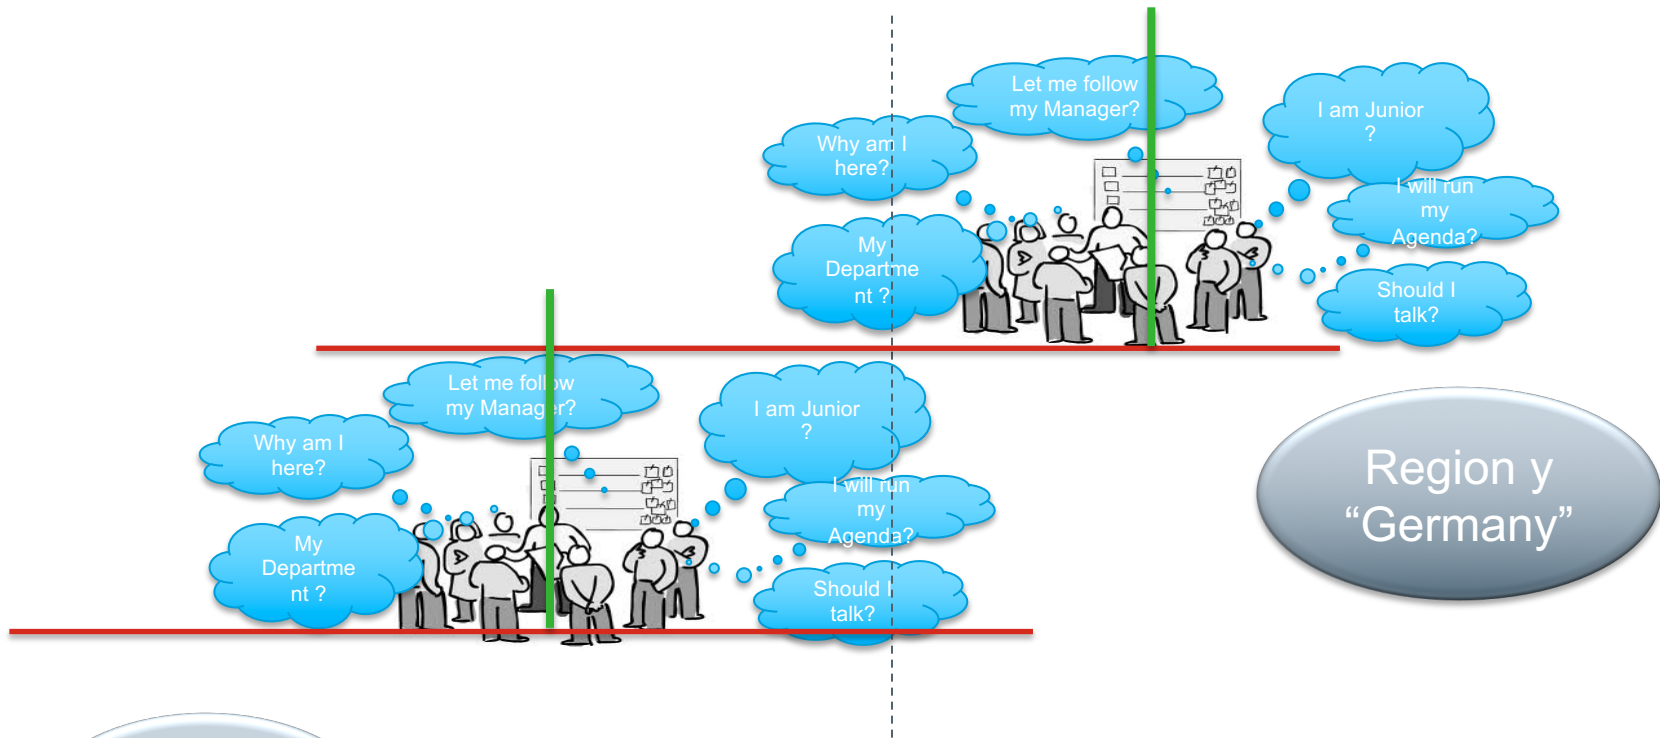 Let me follow
my Manager?
I am Junior
?
Why am I
here?
I will run
my
Agenda?
My
Departme
nt ?
Should I
talk?
Let me follow
my Manager?
I am Junior
?
Why am I
here?
I will run
my
Agenda?
My
Departme
nt ?
Should I
talk?
Region y
“Germany”